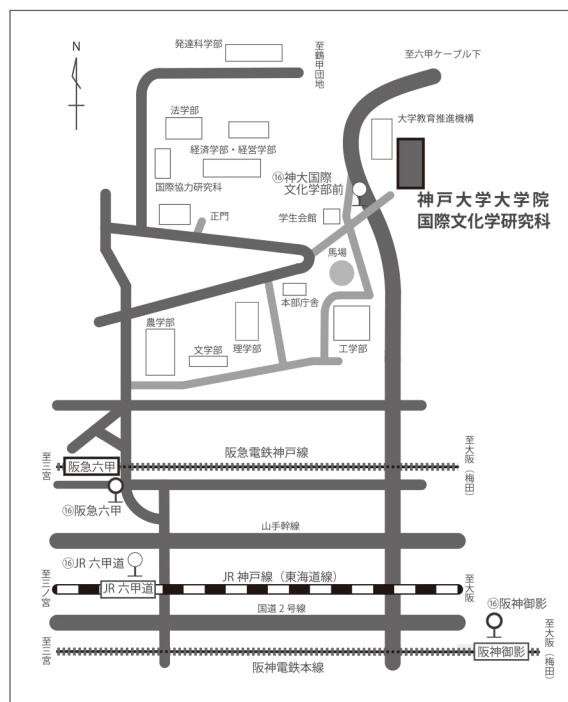 N
発達科学部
至鶴甲団地
至六甲ケーブル下
法学部
経済学部・経営学部
大学教育推進機構
国際協力研究科
⑯神大国際
文化学部前
神戸大学大学院
国際文化学研究科
正門
学生会館
馬場
本部庁舎
農学部
文学部
理学部
工学部
至三宮
阪急六甲
阪急電鉄神戸線
至大阪（梅田）
⑯阪急六甲
山手幹線
⑯JR六甲道
至三ノ宮
JR六甲道
JR神戸線（東海道線）
至大阪
国道2号線
⑯阪神御影
至三宮
阪神電鉄本線
阪神御影
至大阪（梅田）